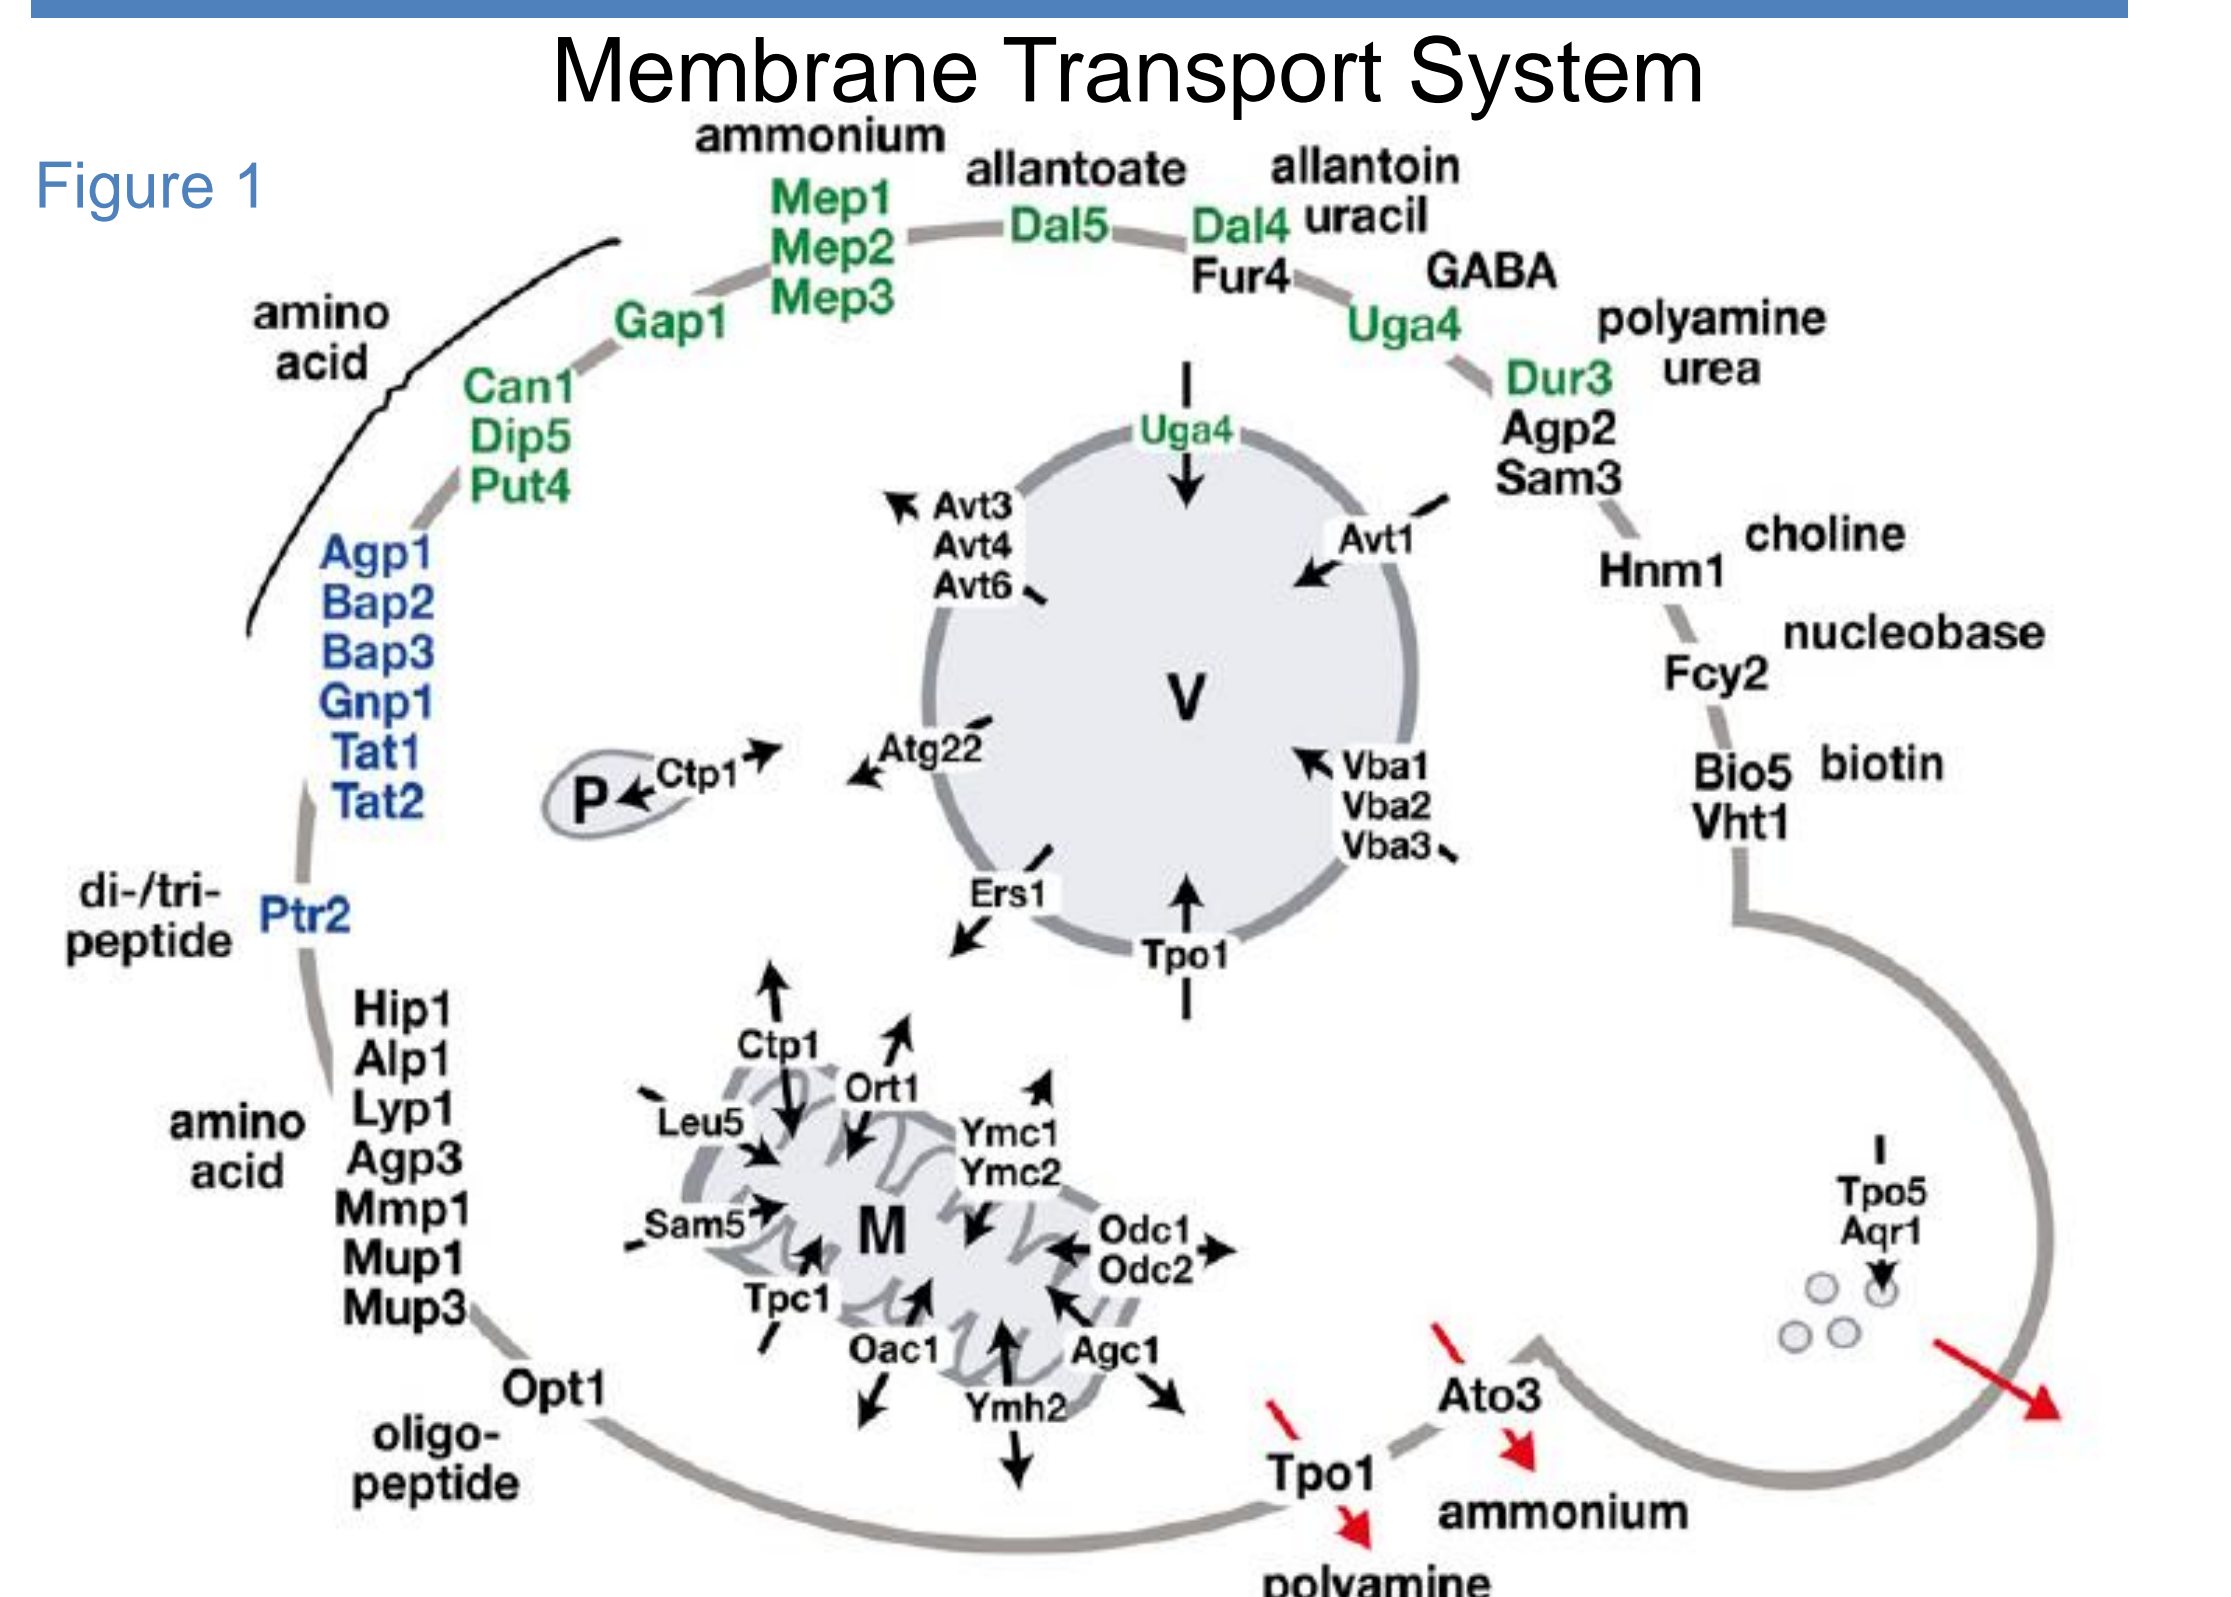 Membrane Transport System
Figure 1
ammonium
Mep1
Mep2
Mep3
allantoate
Dal5
allantoin
uracil
Dal4
Fur4
GABA
Uga4
polyamine
urea
Dur3
Agp2
Sam3
choline
Hnm1
nucleobase
Fcy2
biotin
Bio5
Vht1
amino
acid
Gap1
Can1
Dip5
Put4
Agp1
Bap2
Bap3
Gnp1
Tat1
Tat2
di-/tri-
peptide
Ptr2
amino
acid
Hip1
Alp1
Lyp1
Agp3
Mmp1
Mup1
Mup3
Opt1
oligo-
peptide
Uga4
Avt3
Avt4
Avt6
Avt1
V
Atg22
Vba1
Vba2
Vba3
Ers1
Tpo1
P
Ctp1
Ctp1
Ort1
Leu5
Ymc1
Ymc2
Sam5
M
Odc1
Odc2
Tpc1
Oac1
Agc1
Ymh2
Tpo5
Aqr1
Ato3
ammonium
Tpo1
polyamine